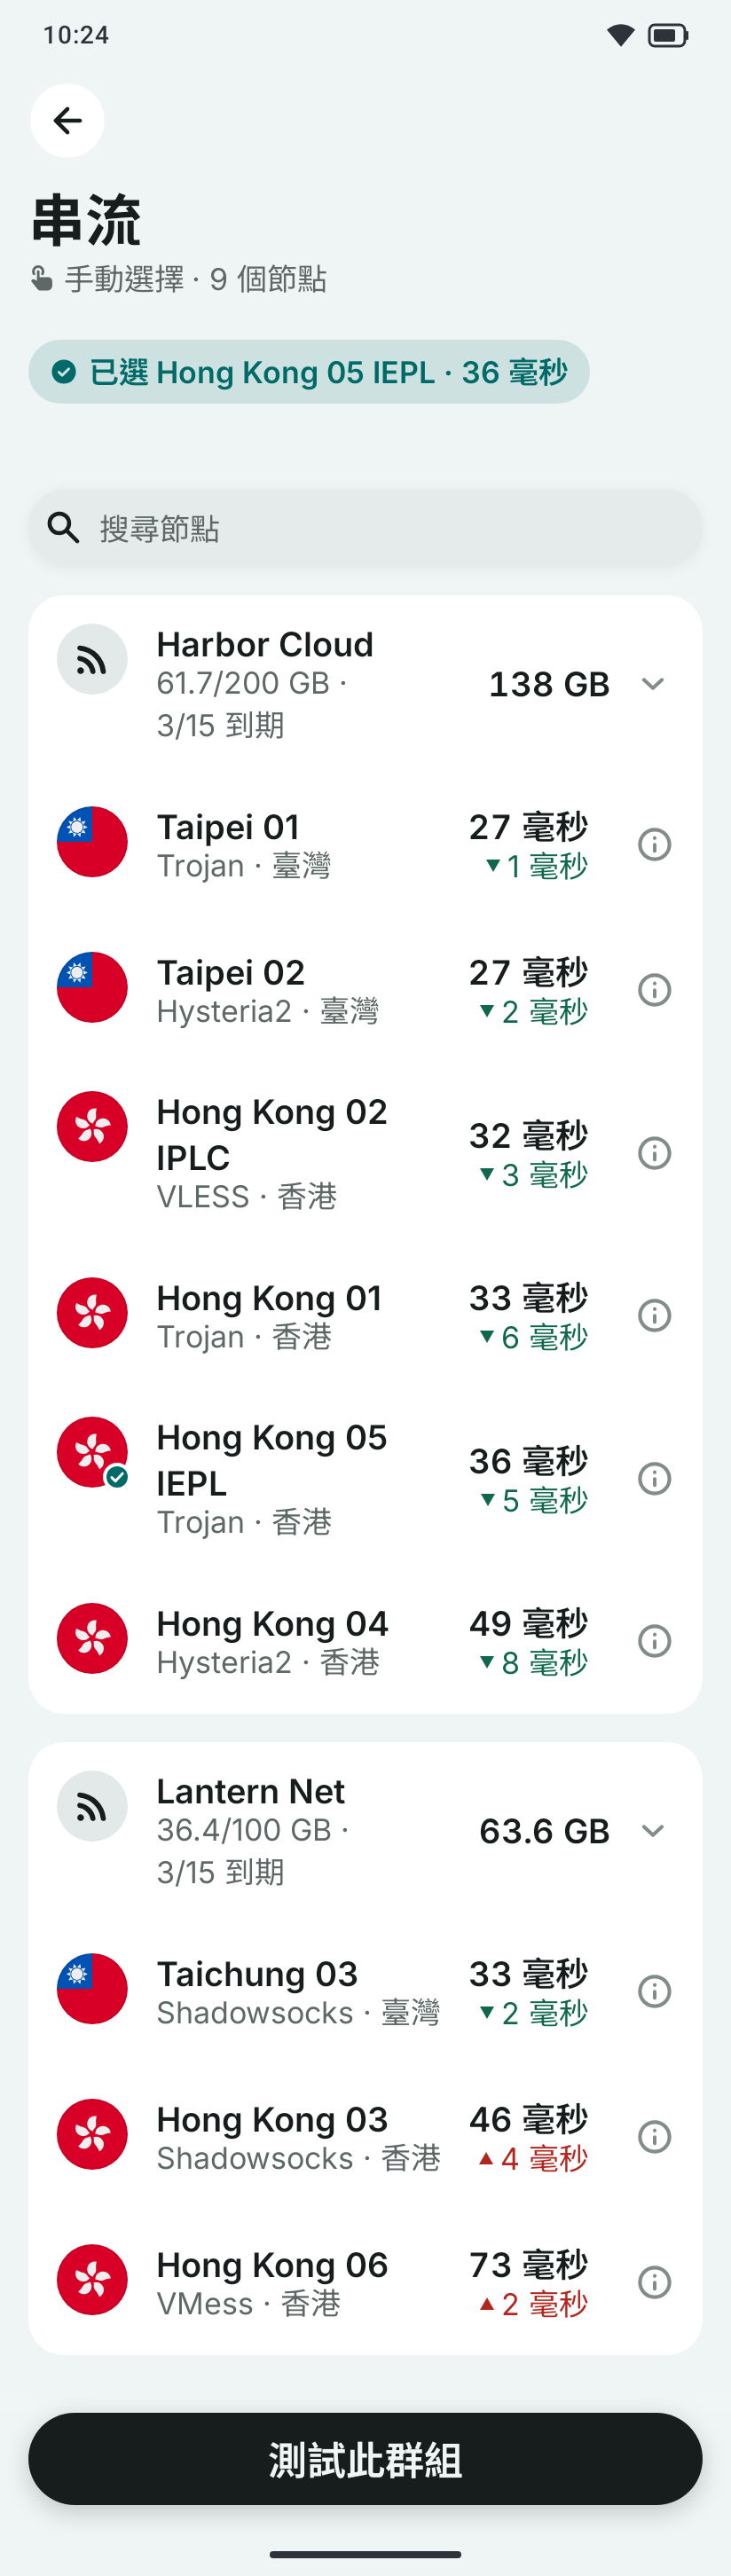 10:24
串流
手動選擇 · 9 個節點
已選 Hong Kong 05 IEPL · 36 毫秒
搜尋節點
Harbor Cloud
61.7/200 GB ·
3/15 到期
138 GB
Taipei 01
Trojan · 臺灣
27 毫秒
▼1 毫秒
Taipei 02
Hysteria2 · 臺灣
27 毫秒
▼2 毫秒
Hong Kong 02
IPLC
VLESS · 香港
32 毫秒
▼3 毫秒
Hong Kong 01
Trojan · 香港
33 毫秒
▼6 毫秒
Hong Kong 05
IEPL
Trojan · 香港
36 毫秒
▼5 毫秒
Hong Kong 04
Hysteria2 · 香港
49 毫秒
▼8 毫秒
Lantern Net
36.4/100 GB ·
3/15 到期
63.6 GB
Taichung 03
Shadowsocks · 臺灣
33 毫秒
▼2 毫秒
Hong Kong 03
Shadowsocks · 香港
46 毫秒
▲4 毫秒
Hong Kong 06
VMess · 香港
73 毫秒
▲2 毫秒
測試此群組